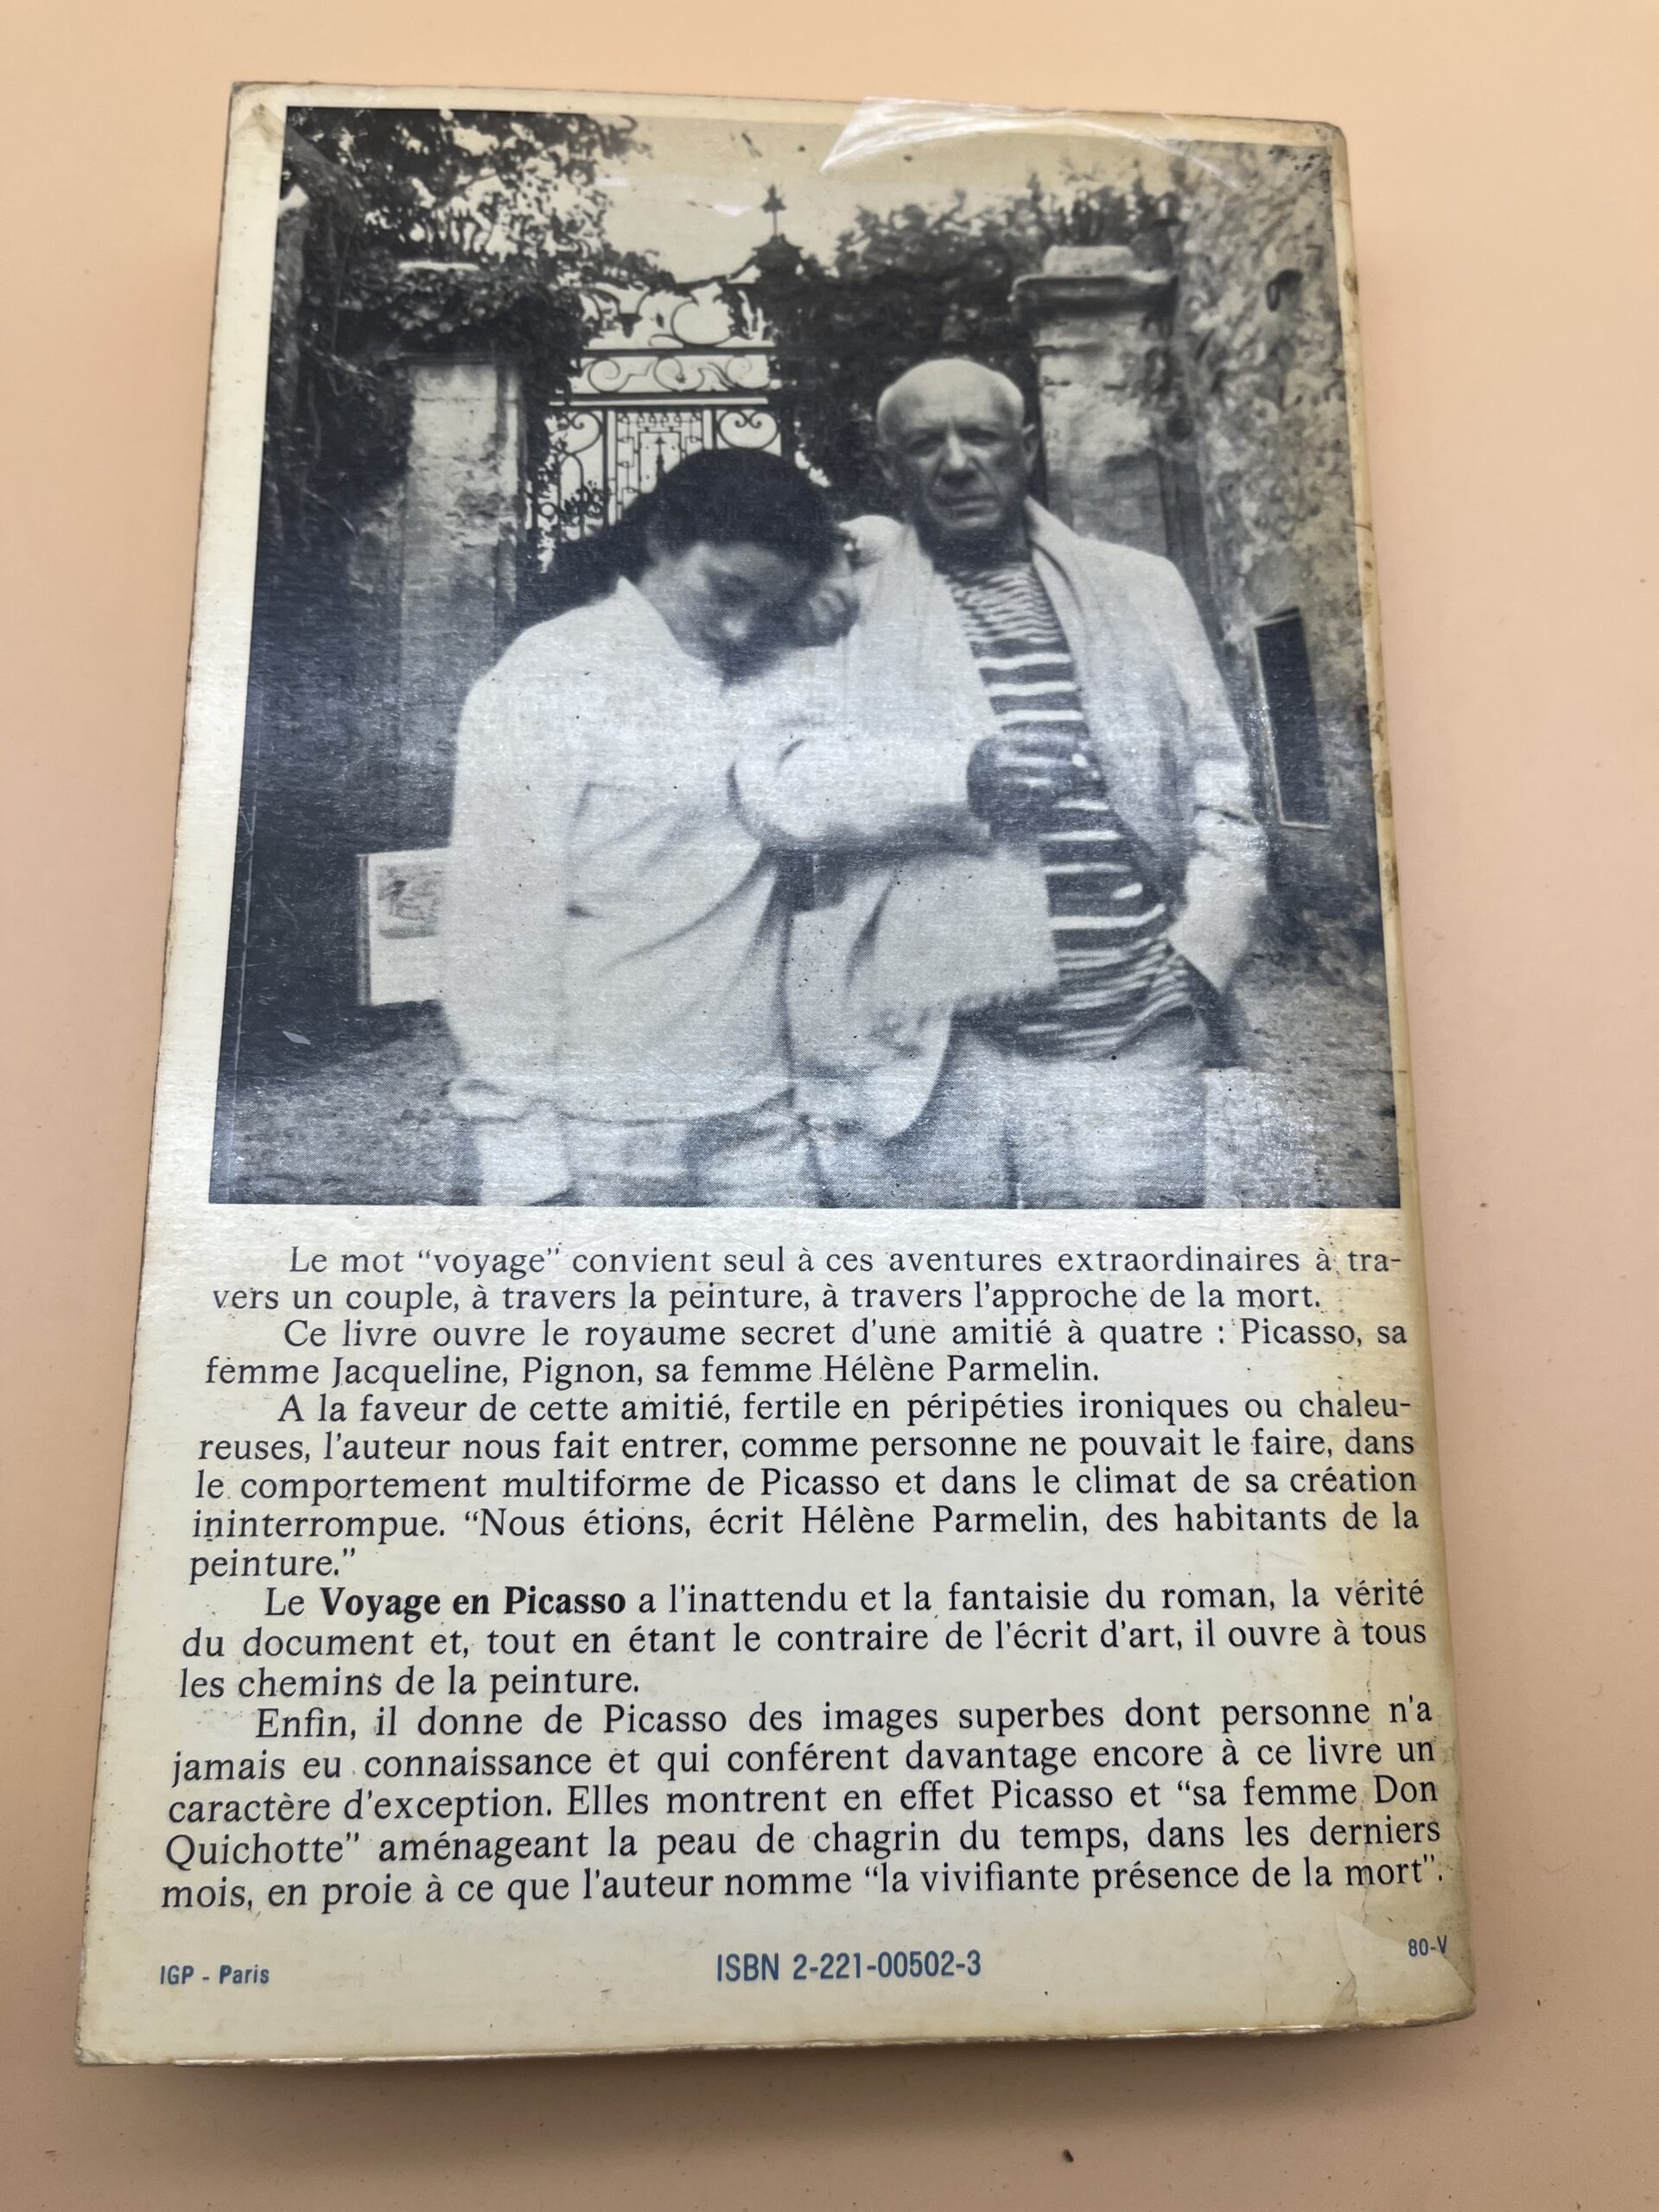 Le mot “voyage” convient seul à ces aventures extraordinaires à tra-
vers un couple, à travers la peinture, à travers l'approche de la mort.
Ce livre ouvre le royaume secret d'une amitié à quatre : Picasso, sa
femme Jacqueline, Pignon, sa femme Hélène Parmelin.
A la faveur de cette amitié, fertile en péripéties ironiques ou chaleu-
reuses, l'auteur nous fait entrer, comme personne ne pouvait le faire, dans
le comportement multiforme de Picasso et dans le climat de sa création
ininterrompue. “Nous étions, écrit Hélène Parmelin, des habitants de la
peinture.”
Le Voyage en Picasso a l'inattendu et la fantaisie du roman, la vérité
du document et, tout en étant le contraire de l'écrit d'art, il ouvre à tous
les chemins de la peinture.
Enfin, il donne de Picasso des images superbes dont personne n'a
jamais eu connaissance et qui conférent davantage encore à ce livre un
caractère d'exception. Elles montrent en effet Picasso et “sa femme Don
Quichotte” aménageant la peau de chagrin du temps, dans les derniers
mois, en proie à ce que l'auteur nomme “la vivifiante présence de la mort”.
IGP - Paris
ISBN 2-221-00502-3
80-V